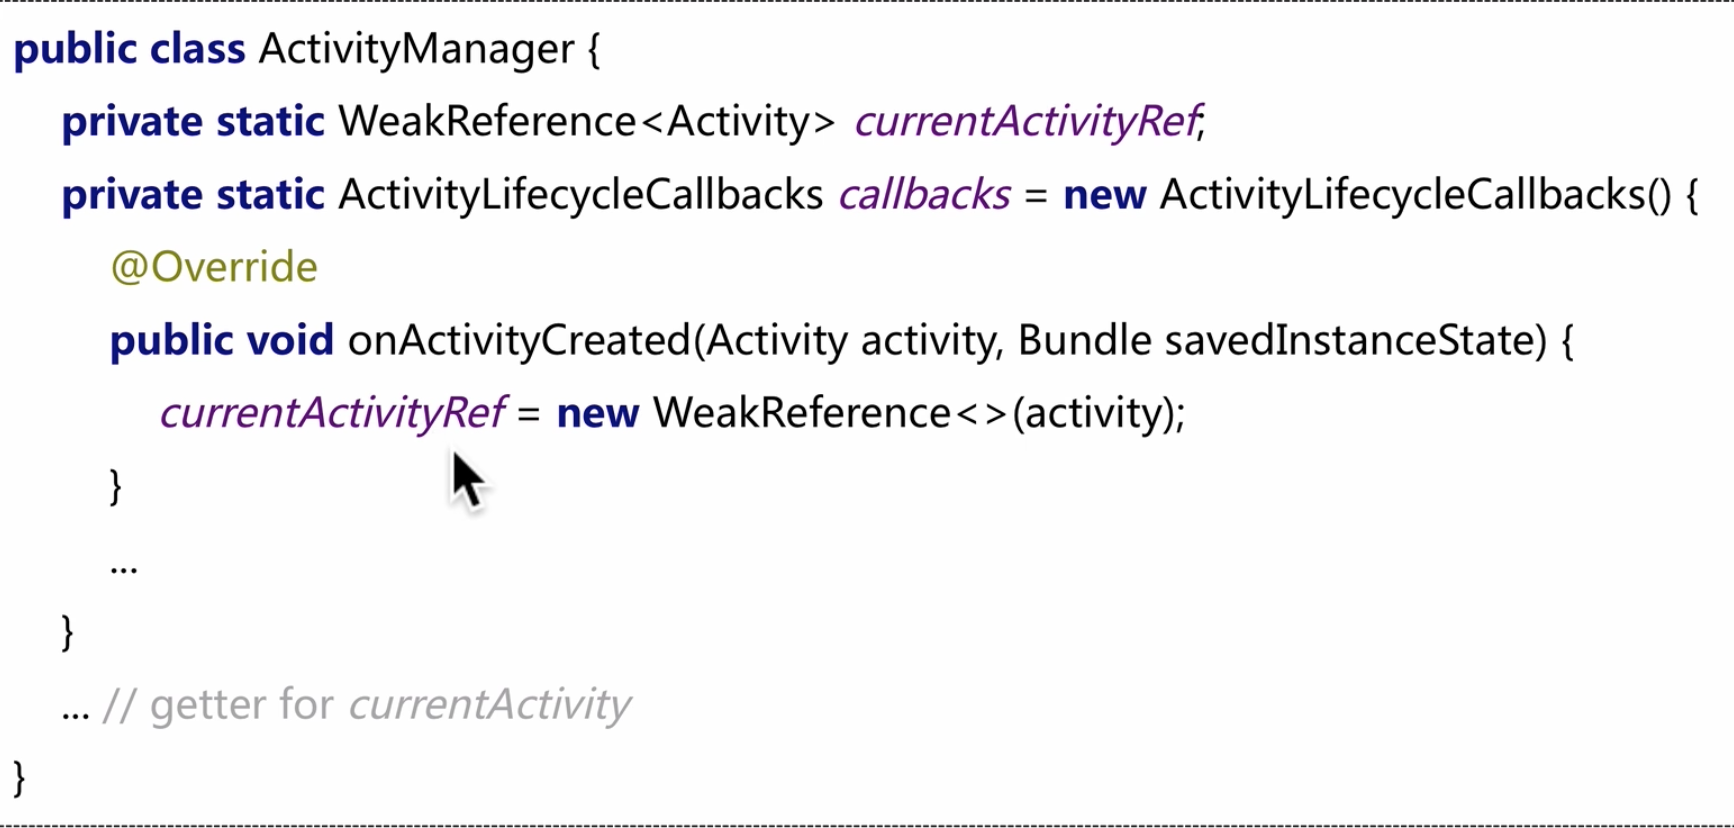 public class ActivityManager {
private static WeakReference<Activity> currentActivityRef;
private static ActivityLifecycleCallbacks callbacks = new ActivityLifecycleCallbacks() {
@Override
public void onActivityCreated(Activity activity, Bundle savedInstanceState) {
currentActivityRef = new WeakReference<>(activity);
}
...
}
... // getter for currentActivity
}